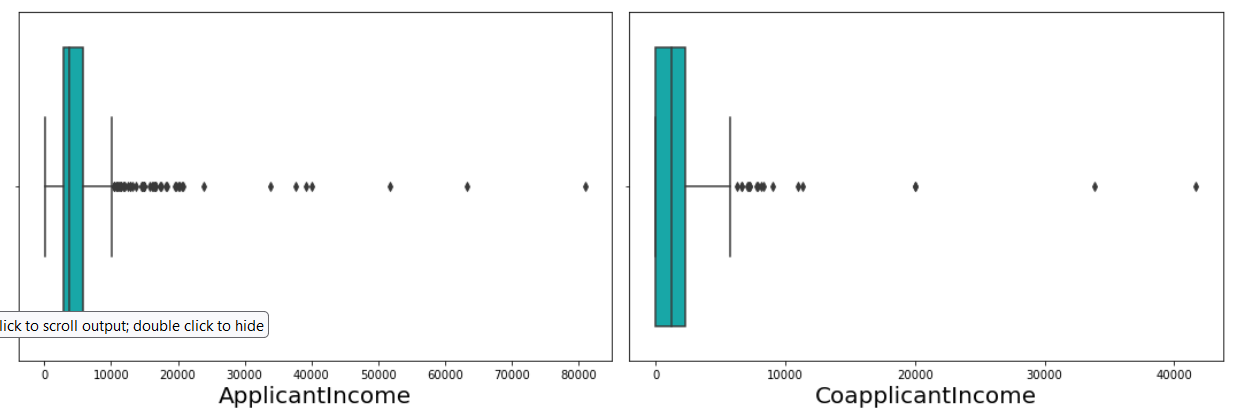 lick to scroll output; double click to hide
0 10000 20000 30000 40000 50000 60000 70000 80000
ApplicantIncome
0 10000 20000 30000 40000
CoapplicantIncome